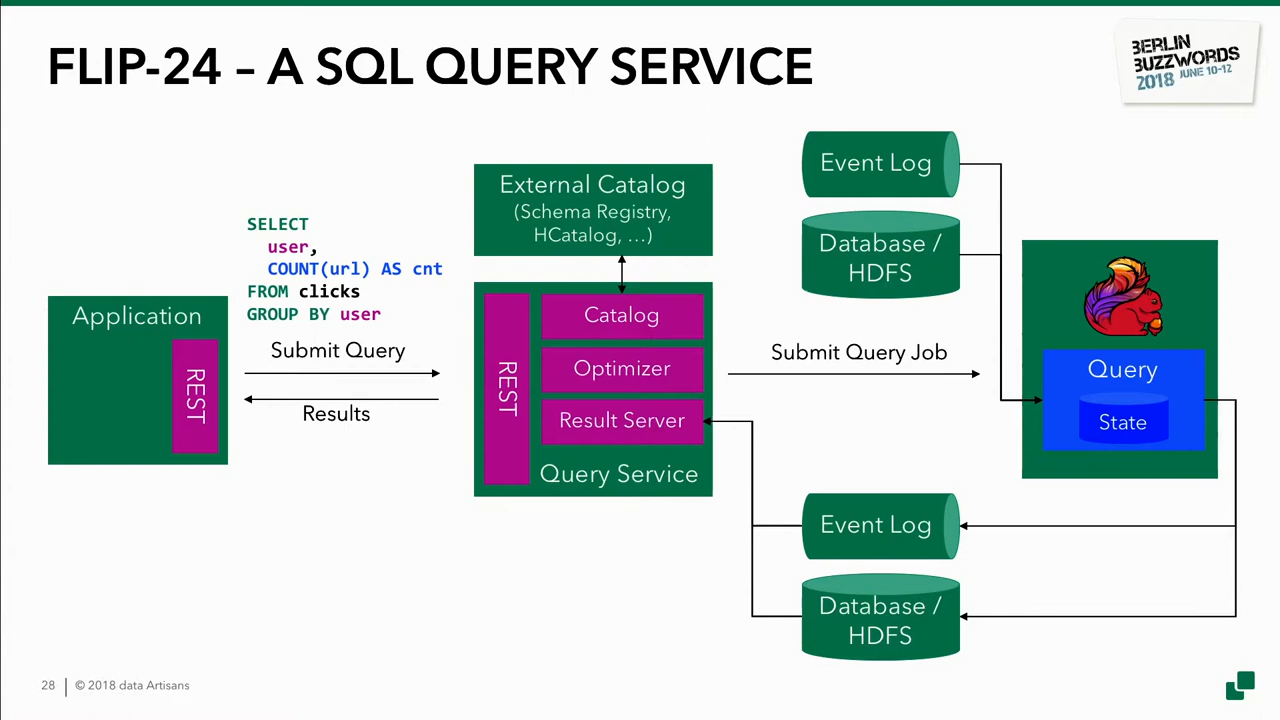 FLIP-24 – A SQL QUERY SERVICE
BERLIN
BUZZWORDS
2018 JUNE 10-12
Application
REST
SELECT
user,
COUNT(url) AS cnt
FROM clicks
GROUP BY user
Submit Query
Results
External Catalog
(Schema Registry,
HCatalog, …)
REST
Catalog
Optimizer
Result Server
Query Service
Submit Query Job
Event Log
Database /
HDFS
Query
State
Event Log
Database /
HDFS
28
© 2018 data Artisans